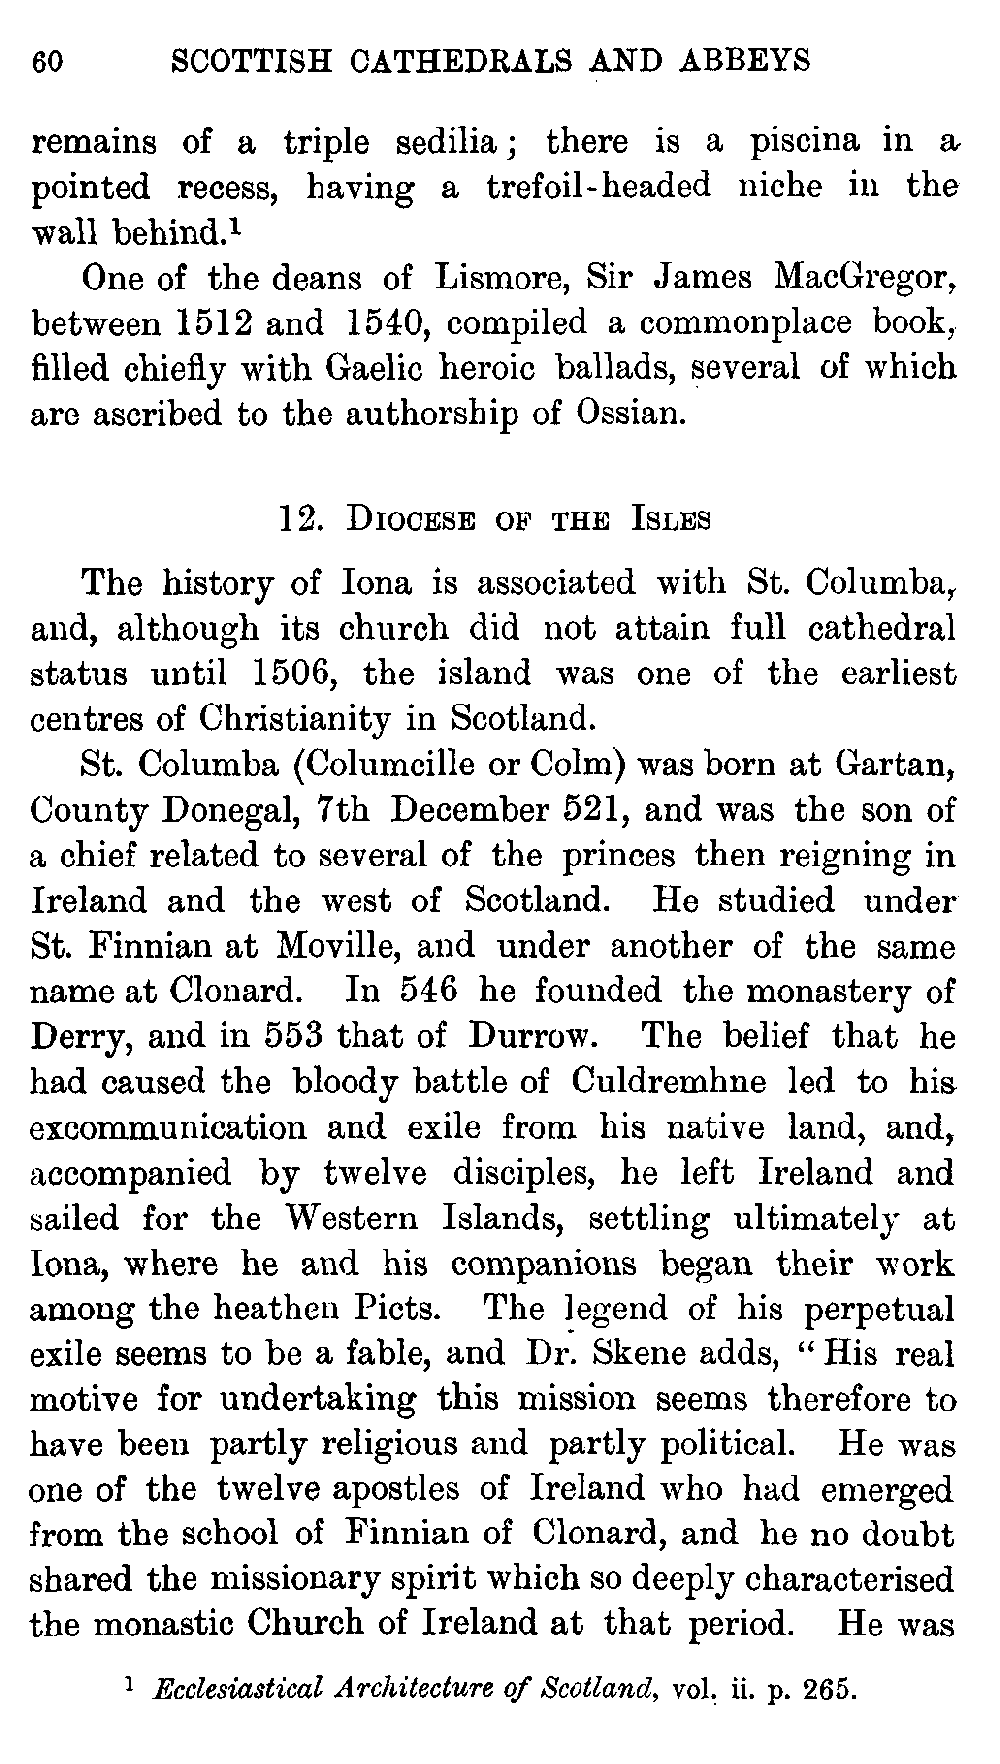 60 SCOTTISH CATHEDRALS AND ABBEYS
remains of a triple sedilia; there is a piscina in a
pointed recess, having a trefoil-headed niche in the
wall behind.¹
One of the deans of Lismore, Sir James MacGregor,
between 1512 and 1540, compiled a commonplace book,
filled chiefly with Gaelic heroic ballads, several of which
are ascribed to the authorship of Ossian.
12. DIOCESE OF THE ISLES
The history of Iona is associated with St. Columba,
and, although its church did not attain full cathedral
status until 1506, the island was one of the earliest
centres of Christianity in Scotland.
St. Columba (Columcille or Colm) was born at Gartan,
County Donegal, 7th December 521, and was the son of
a chief related to several of the princes then reigning in
Ireland and the west of Scotland. He studied under
St. Finnian at Moville, and under another of the same
name at Clonard. In 546 he founded the monastery of
Derry, and in 553 that of Durrow. The belief that he
had caused the bloody battle of Culdremhne led to his
excommunication and exile from his native land, and,
accompanied by twelve disciples, he left Ireland and
sailed for the Western Islands, settling ultimately at
Iona, where he and his companions began their work
among the heathen Picts. The legend of his perpetual
exile seems to be a fable, and Dr. Skene adds, “ His real
motive for undertaking this mission seems therefore to
have been partly religious and partly political. He was
one of the twelve apostles of Ireland who had emerged
from the school of Finnian of Clonard, and he no doubt
shared the missionary spirit which so deeply characterised
the monastic Church of Ireland at that period. He was
¹ Ecclesiastical Architecture of Scotland, vol. ii. p. 265.